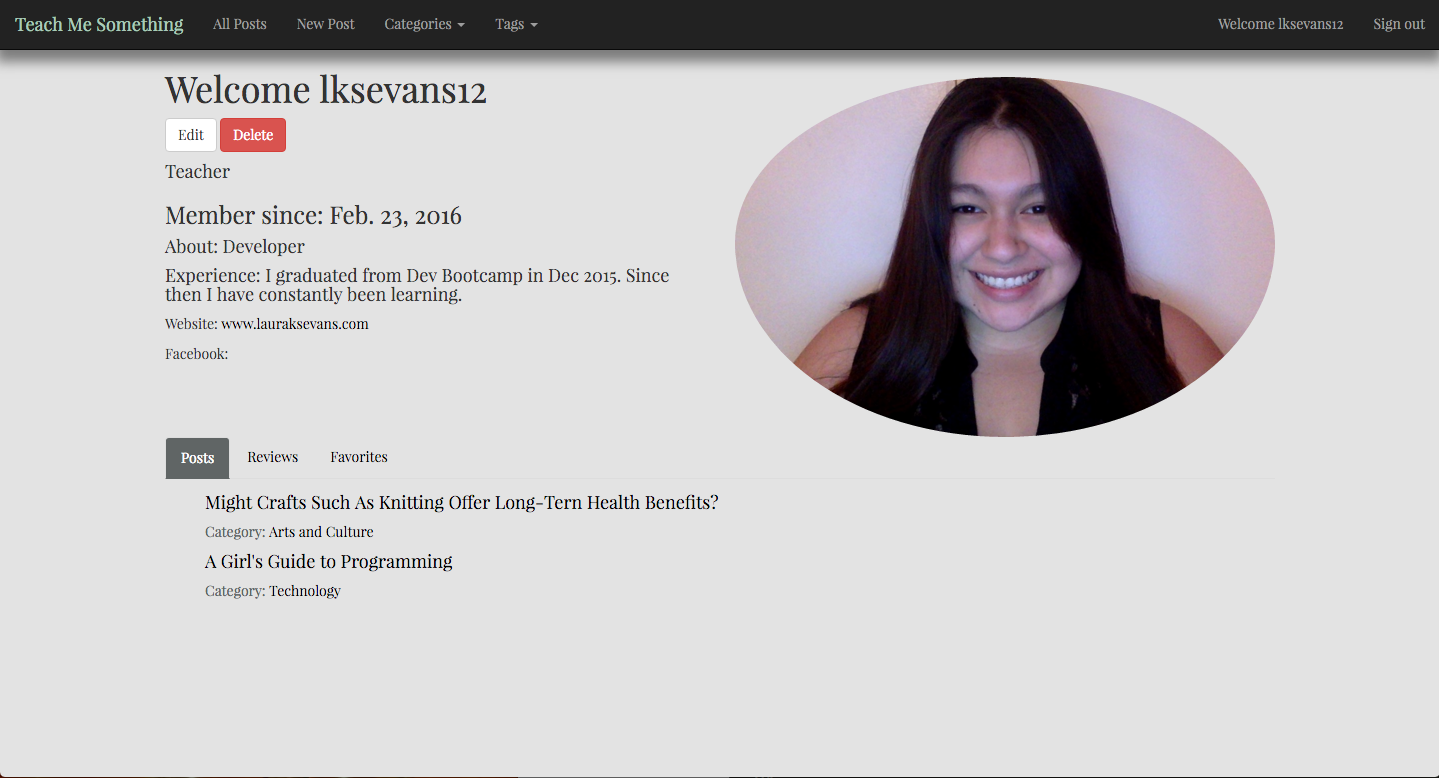 Teach Me Something All Posts New Post Categories Tags Welcome lksevans12 Sign out
Welcome lksevans12
Edit Delete
Teacher
Member since: Feb. 23, 2016
About: Developer
Experience: I graduated from Dev Bootcamp in Dec 2015. Since
then I have constantly been learning.
Website: www.lauraksevans.com
Facebook:
Posts Reviews Favorites
Might Crafts Such As Knitting Offer Long-Tern Health Benefits?
Category: Arts and Culture
A Girl's Guide to Programming
Category: Technology